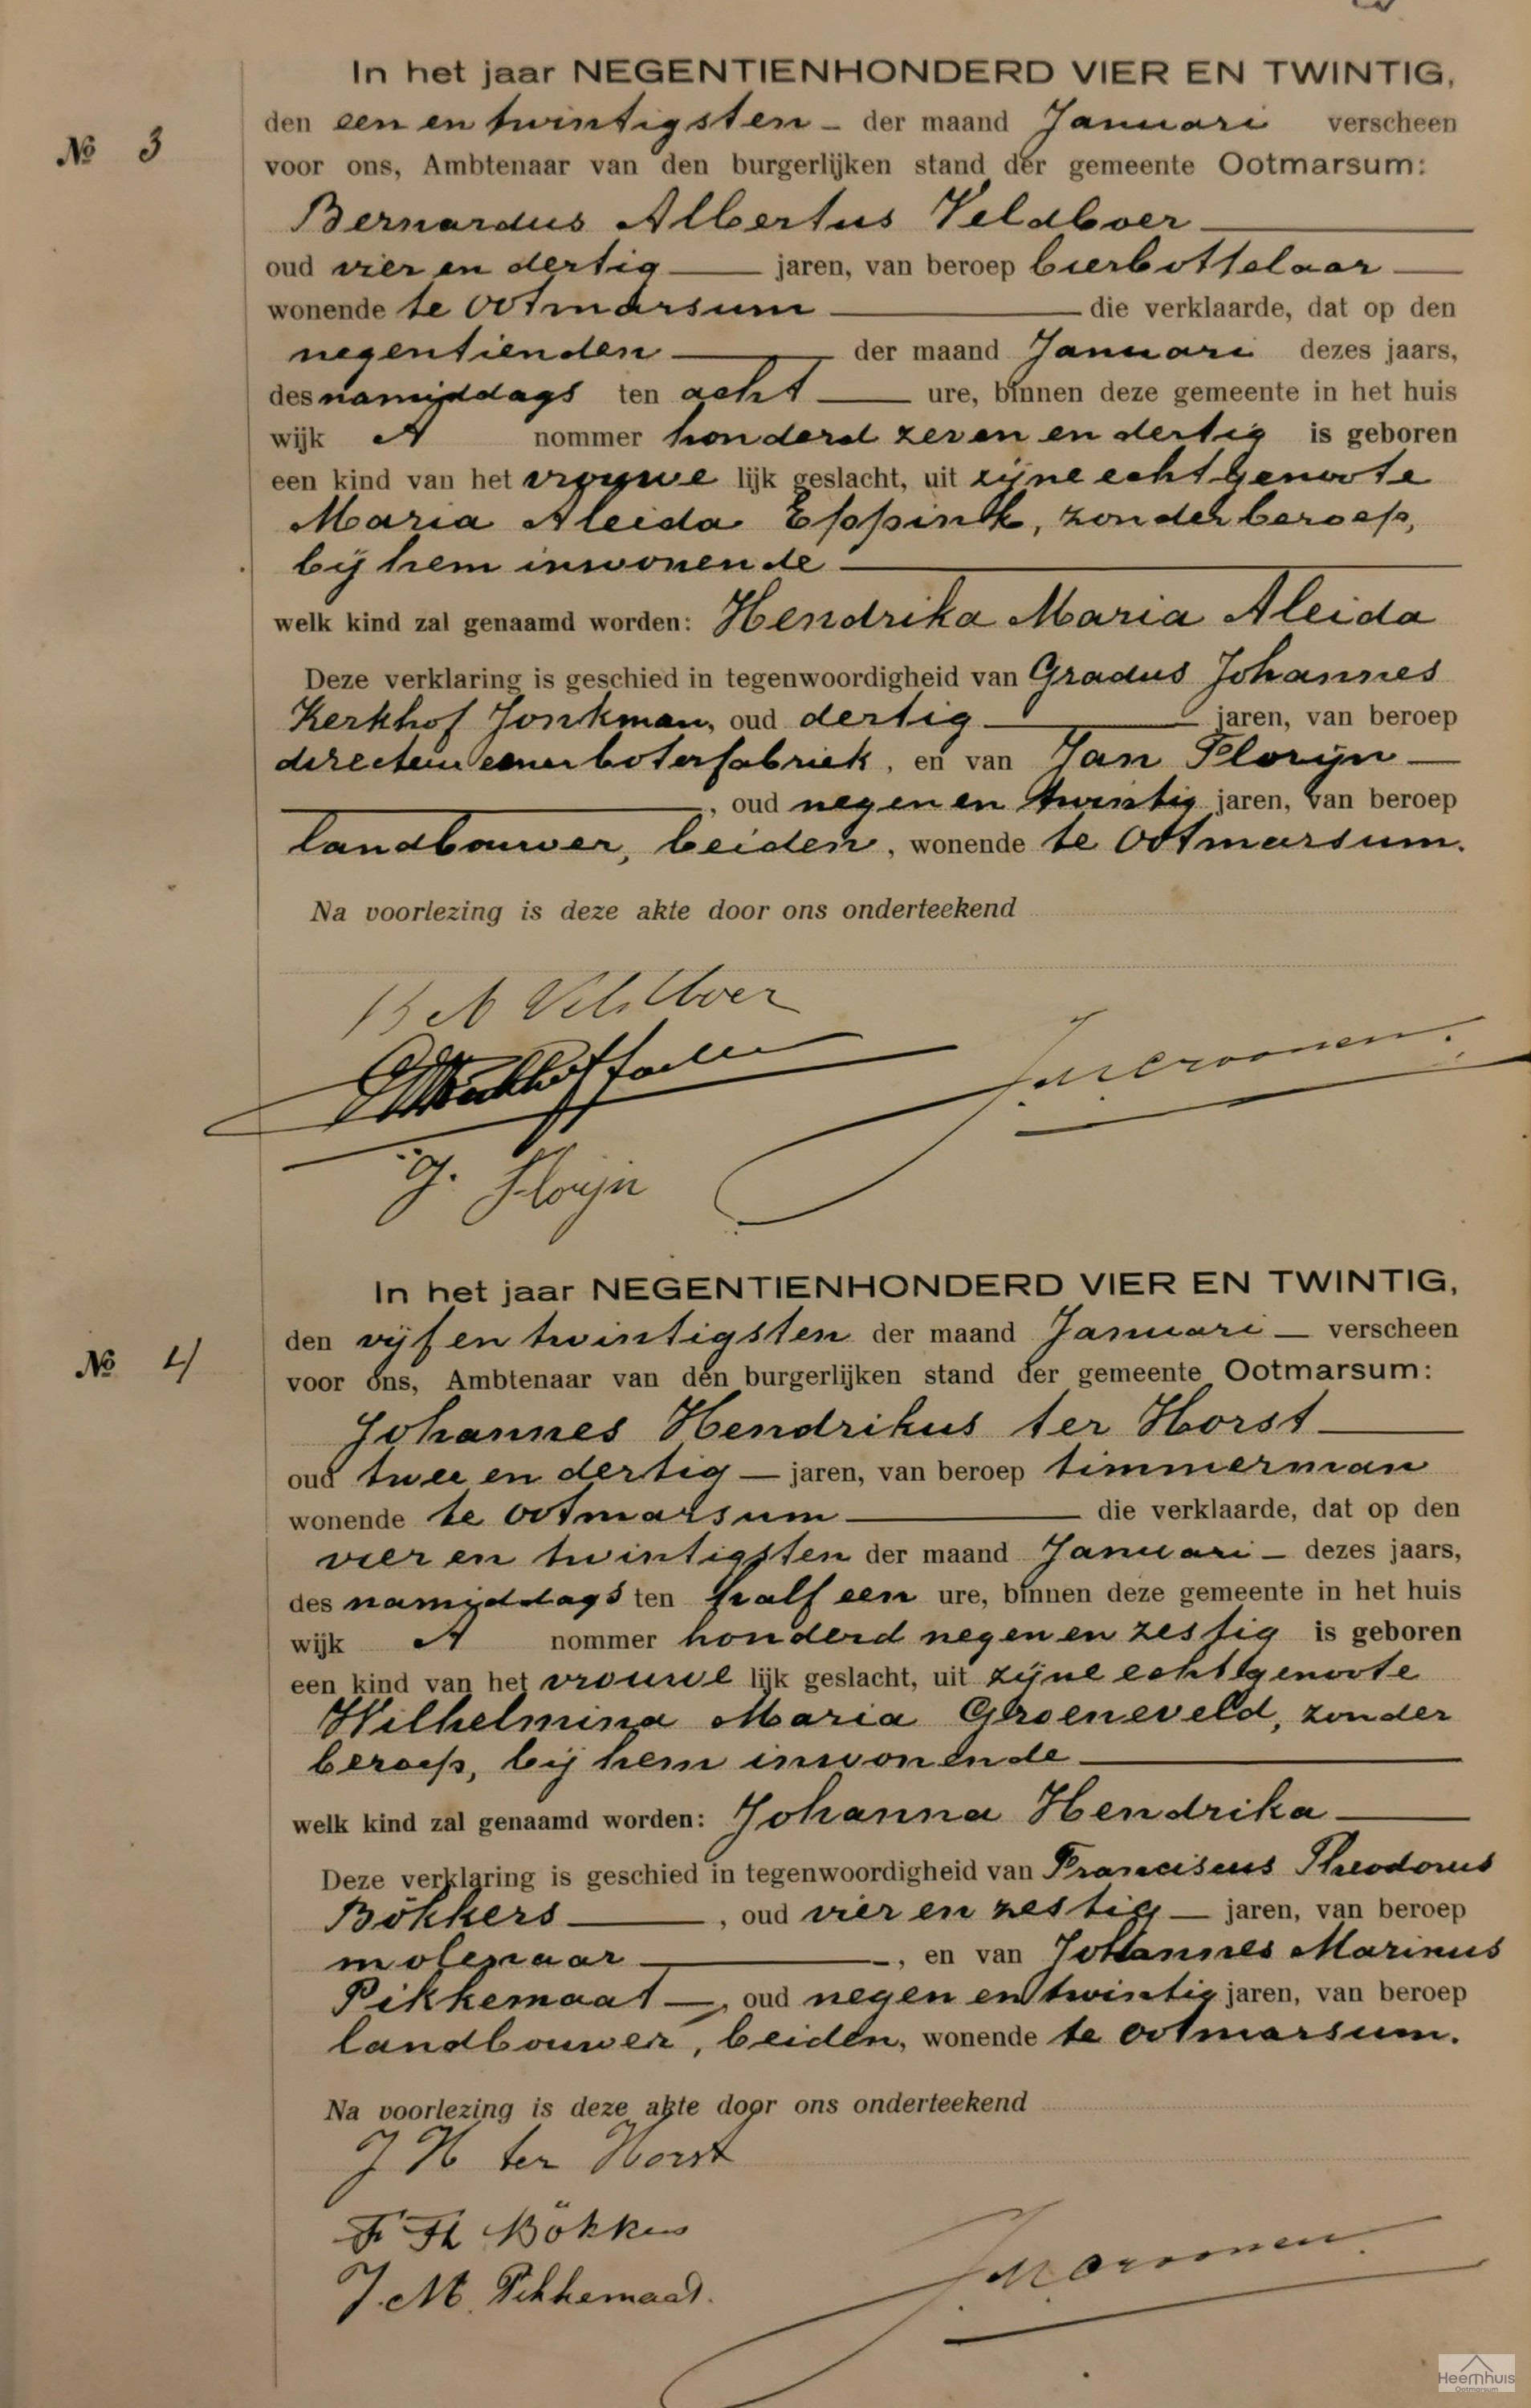 In het jaar NEGENTIENHONDERD VIER EN TWINTIG,
№ 3
den een en twintigsten – der maand Januari verscheen
voor ons, Ambtenaar van den burgerlijken stand der gemeente Ootmarsum:
Bernardus Albertus Veldboer
oud vier en dertig — jaren, van beroep bierbottelaar —
wonende te Ootmarsum — die verklaarde, dat op den
negentienden — der maand Januari dezes jaars,
des namiddags ten acht — ure, binnen deze gemeente in het huis
wijk A nommer honderd zeven en dertig is geboren
een kind van het vrouwe lijk geslacht, uit zijne echtgenoote
Maria Aleida Eppink, zonder beroep,
bij hem inwonende —
welk kind zal genaamd worden: Hendrika Maria Aleida
Deze verklaring is geschied in tegenwoordigheid van Gradus Johannes
Kerkhof Jonkman, oud dertig — jaren, van beroep
directeur eener boterfabriek, en van Jan Florijn —
—, oud negen en twintig jaren, van beroep
landbouwer, beiden, wonende te Ootmarsum.
Na voorlezing is deze akte door ons onderteekend
B A Veldboer
J. Florijn
In het jaar NEGENTIENHONDERD VIER EN TWINTIG,
№ 4
den vijf en twintigsten der maand Januari — verscheen
voor ons, Ambtenaar van den burgerlijken stand der gemeente Ootmarsum:
Johannes Hendrikus ter Horst —
oud twee en dertig — jaren, van beroep timmerman
wonende te Ootmarsum — die verklaarde, dat op den
vier en twintigsten der maand Januari – dezes jaars,
des namiddags ten half een ure, binnen deze gemeente in het huis
wijk A nommer honderd negen en zestig is geboren
een kind van het vrouwe lijk geslacht, uit zijne echtgenoote
Wilhelmina Maria Groeneveld, zonder
beroep, bij hem inwonende —
welk kind zal genaamd worden: Johanna Hendrika —
Deze verklaring is geschied in tegenwoordigheid van Franciscus Theodorus
Bökkers —, oud vier en zestig — jaren, van beroep
molenaar —, en van Johannes Marinus
Pikkemaat —, oud negen en twintig jaren, van beroep
landbouwer, beiden, wonende te Ootmarsum.
Na voorlezing is deze akte door ons onderteekend
J H ter Horst
F Th Bökkers
J. M. Pikkemaat.
Heemhuis
Ootmarsum